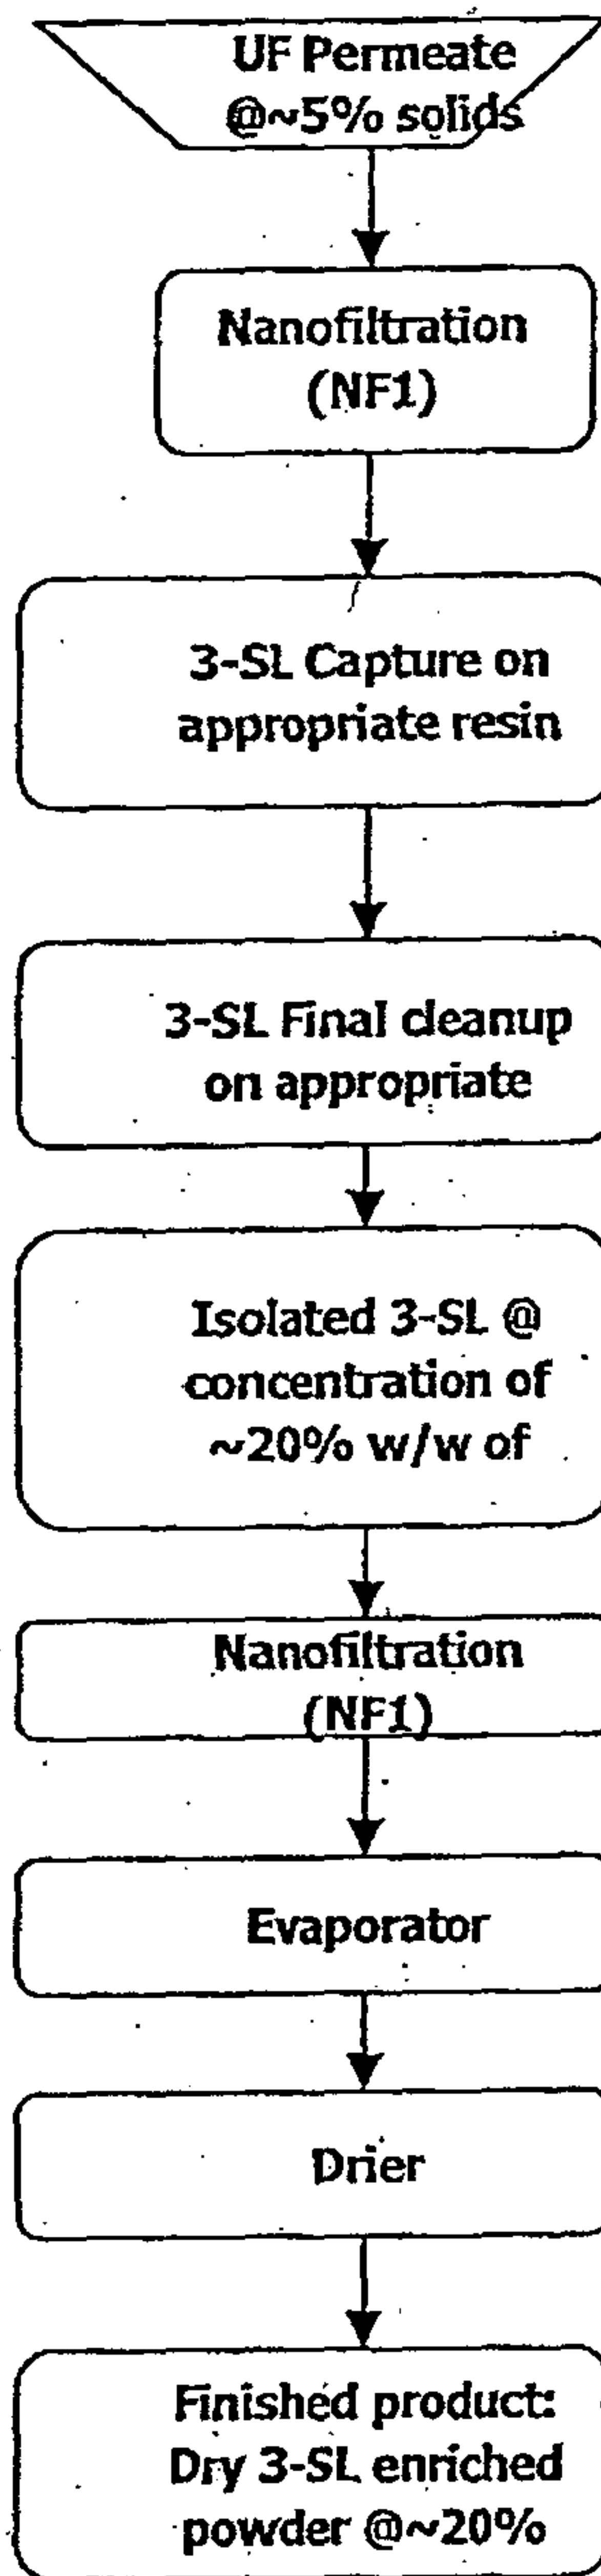 UF Permeate
@~5% solids
Nanofiltration
(NF1)
3-SL Capture on
appropriate resin
3-SL Final cleanup
on appropriate
Isolated 3-SL @
concentration of
~20% w/w of
Nanofiltration
(NF1)
Evaporator
Drier
Finished product:
Dry 3-SL enriched
powder @~20%